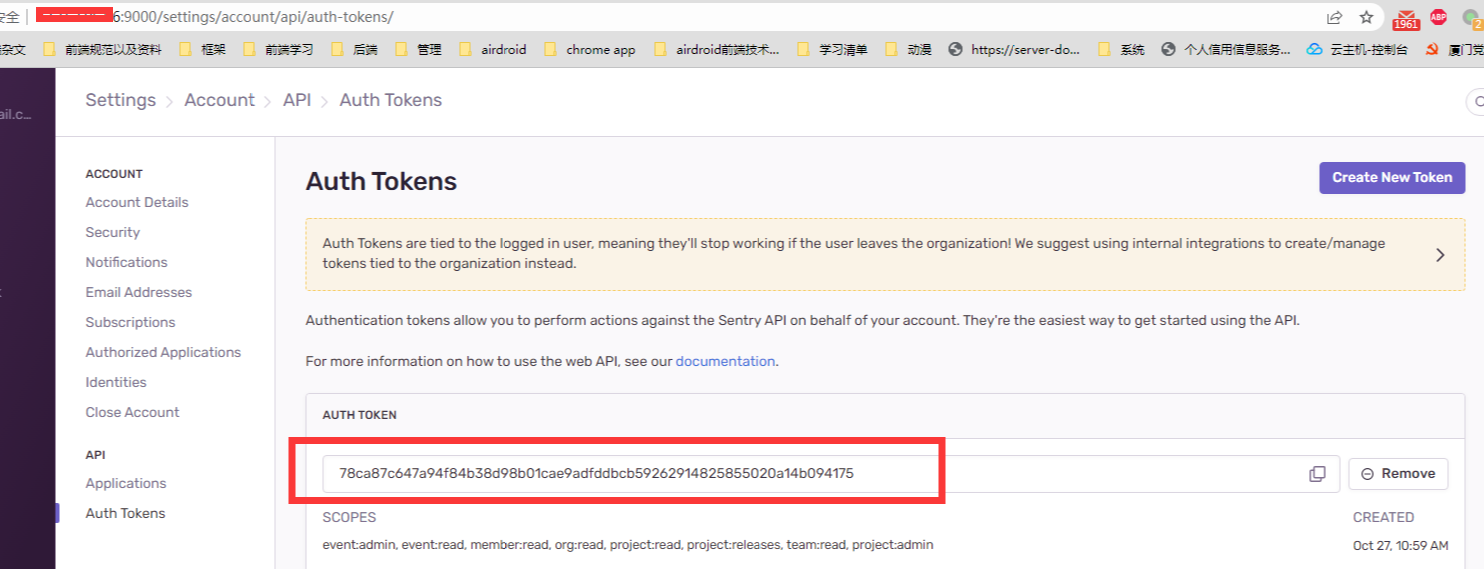 安全 6:9000/settings/account/api/auth-tokens/
1961 ABP 2
杂文 前端规范以及资料 框架 前端学习 后端 管理 airdroid chrome app airdroid前端技术... 学习清单 动漫 https://server-do... 系统 个人信用信息服务... 云主机-控制台 厦门党
Settings Account API Auth Tokens
ail.c...
ACCOUNT
Account Details
Security
Notifications
Email Addresses
Subscriptions
Authorized Applications
Identities
Close Account
API
Applications
Auth Tokens
Auth Tokens
Create New Token
Auth Tokens are tied to the logged in user, meaning they'll stop working if the user leaves the organization! We suggest using internal integrations to create/manage
tokens tied to the organization instead.
Authentication tokens allow you to perform actions against the Sentry API on behalf of your account. They're the easiest way to get started using the API.
For more information on how to use the web API, see our documentation.
AUTH TOKEN
78ca87c647a94f84b38d98b01cae9adfddbcb59262914825855020a14b094175
Remove
SCOPES CREATED
event:admin, event:read, member:read, org:read, project:read, project:releases, team:read, project:admin Oct 27, 10:59 AM